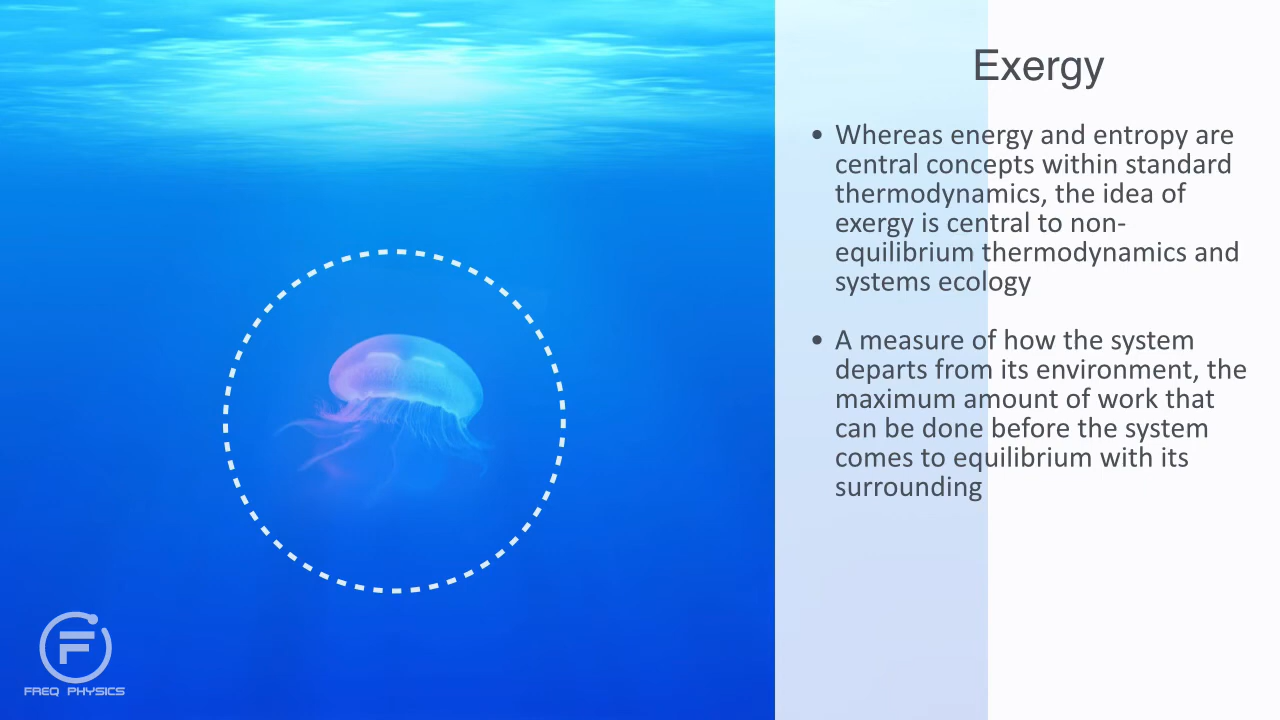 Exergy
• Whereas energy and entropy are
central concepts within standard
thermodynamics, the idea of
exergy is central to non-
equilibrium thermodynamics and
systems ecology
• A measure of how the system
departs from its environment, the
maximum amount of work that
can be done before the system
comes to equilibrium with its
surrounding
F
FREQ PHYSICS